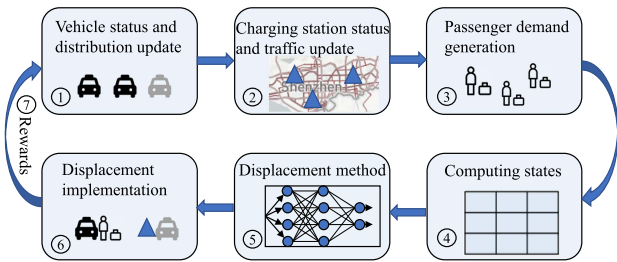 Vehicle status and
distribution update
1
Charging station status
and traffic update
Shenzhen
2
Passenger demand
generation
3
Computing states
4
Displacement method
5
Displacement
implementation
6
7 Rewards